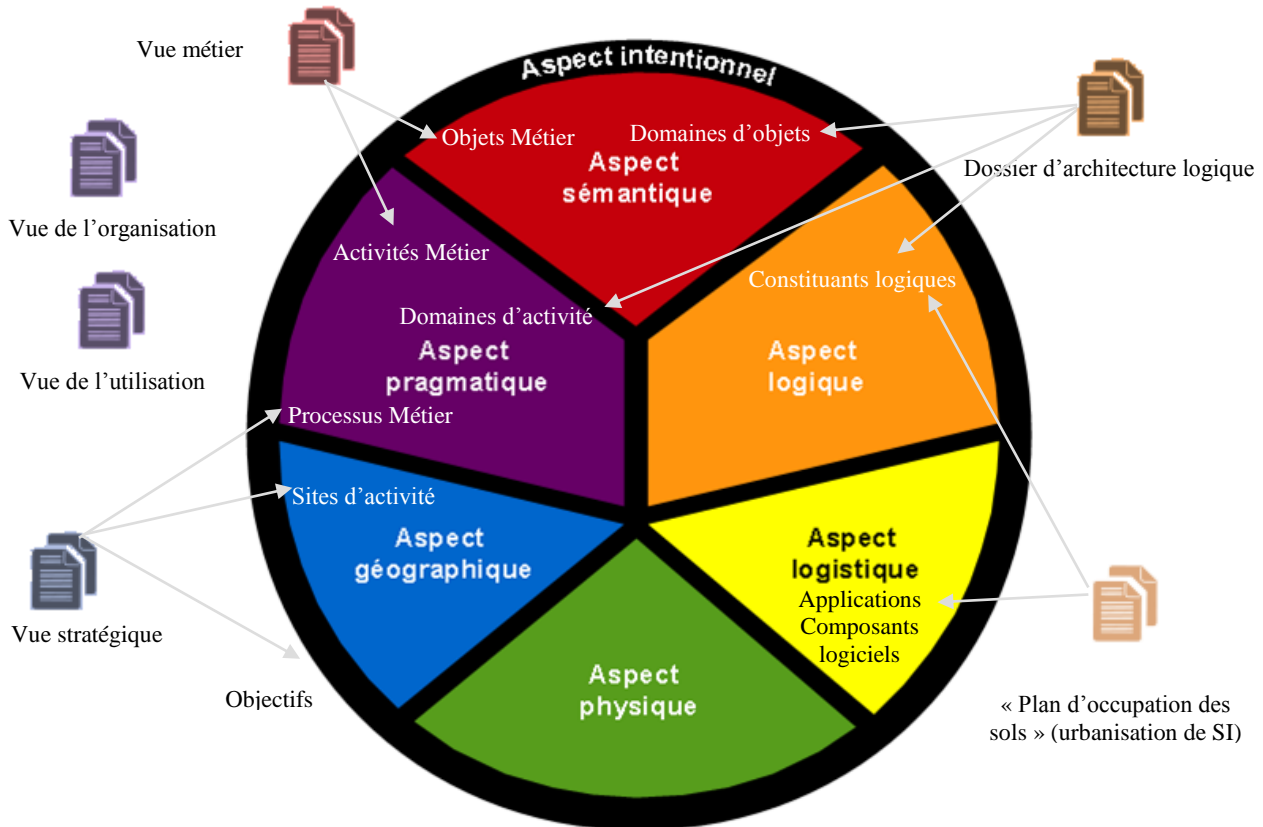 Vue métier
Aspect intentionnel
Objets Métier
Domaines d’objets
Aspect
sémantique
Dossier d’architecture logique
Vue de l’organisation
Activités Métier
Constituants logiques
Domaines d’activité
Aspect
pragmatique
Aspect
logique
Vue de l’utilisation
Processus Métier
Sites d’activité
Aspect
géographique
Aspect
logistique
Applications
Composants
logiciels
Vue stratégique
Objectifs
Aspect
physique
« Plan d’occupation des
sols » (urbanisation de SI)